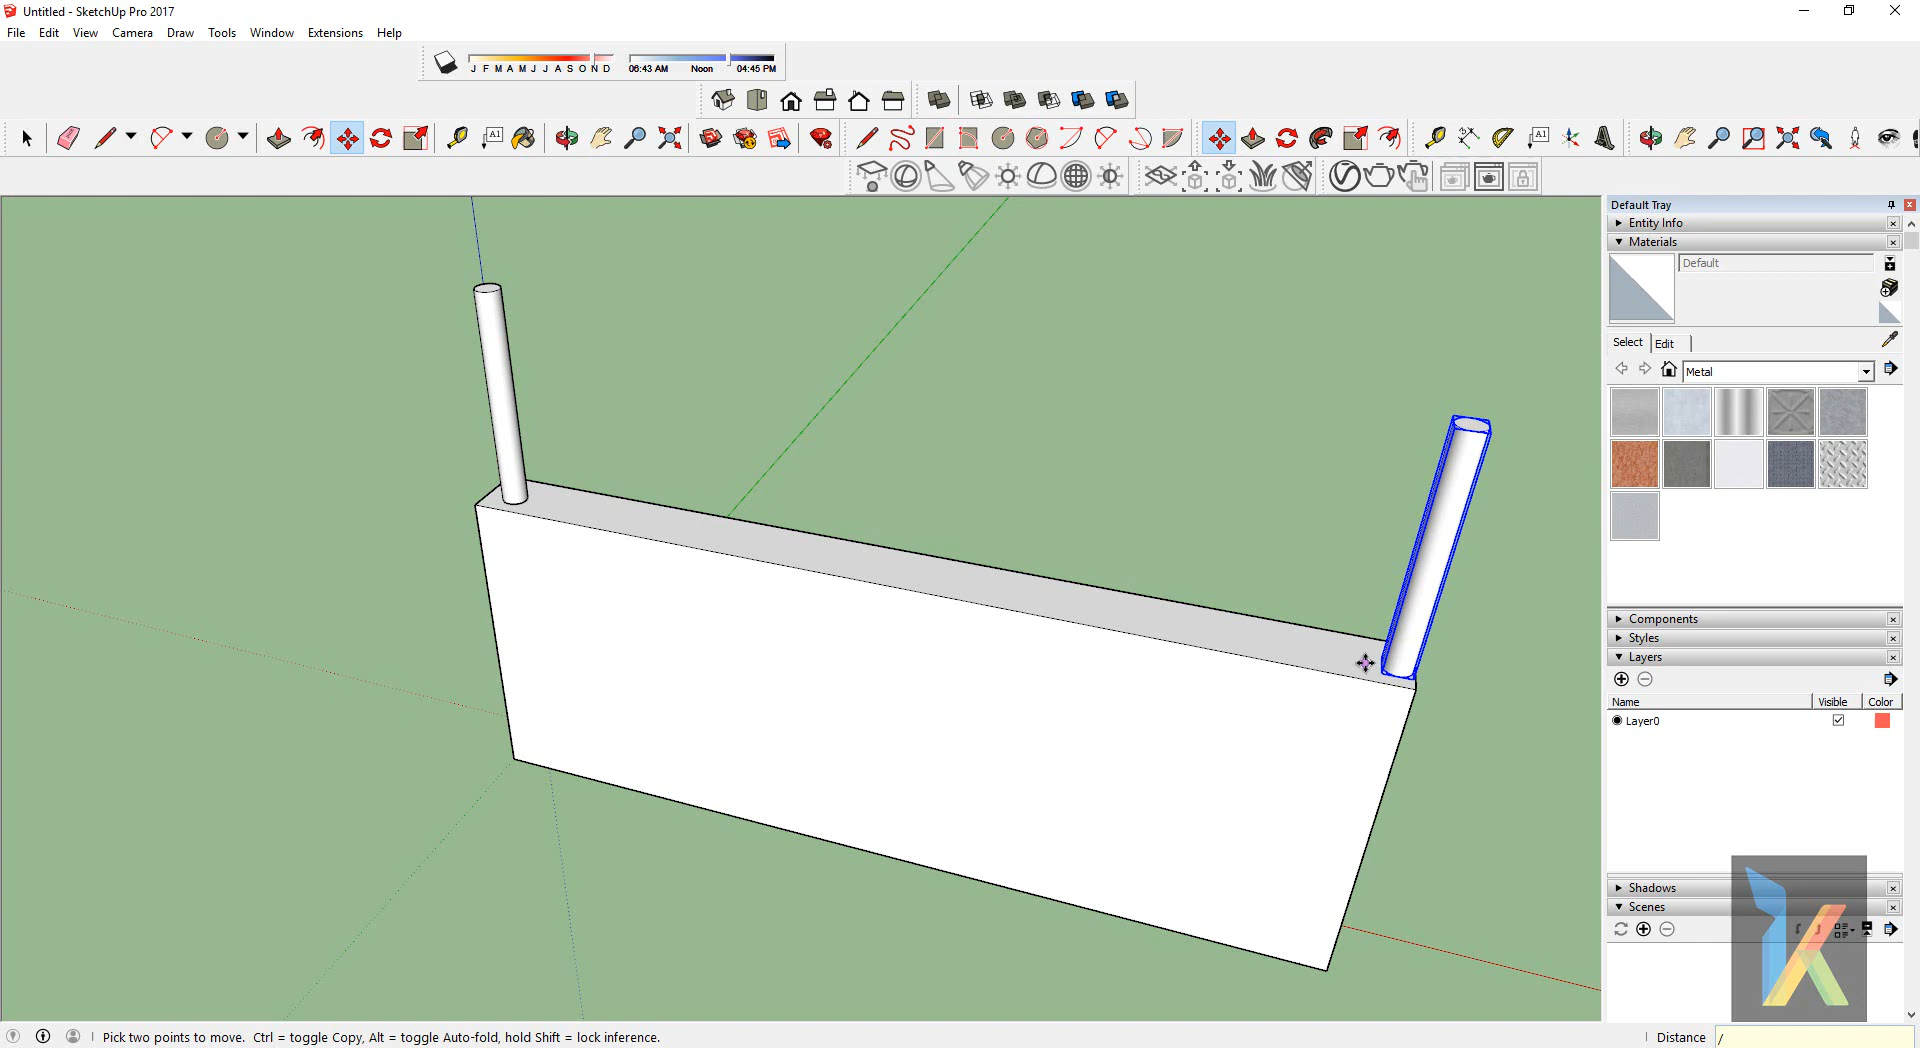 Untitled - SketchUp Pro 2017
File Edit View Camera Draw Tools Window Extensions Help
J F M A M J J A S O N D
06:43 AM Noon 04:45 PM
A1
A1
Default Tray
Entity Info
Materials
Default
Select Edit
Metal
Components
Styles
Layers
Name Visible Color
Layer0
Shadows
Scenes
Pick two points to move. Ctrl = toggle Copy, Alt = toggle Auto-fold, hold Shift = lock inference.
Distance /